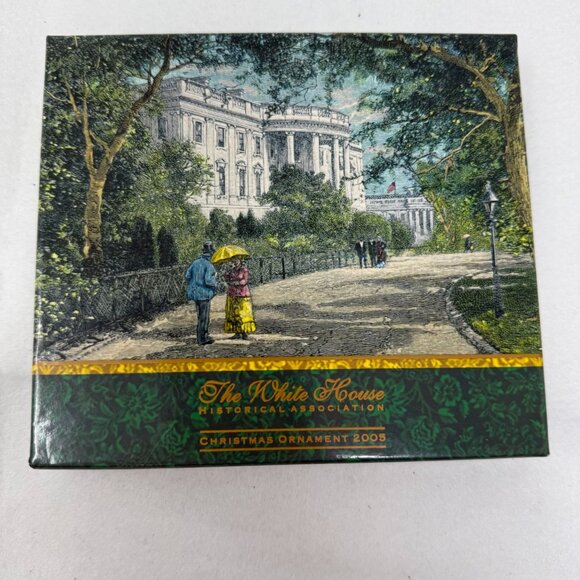 The White House
HISTORICAL ASSOCIATION
CHRISTMAS ORNAMENT 2005